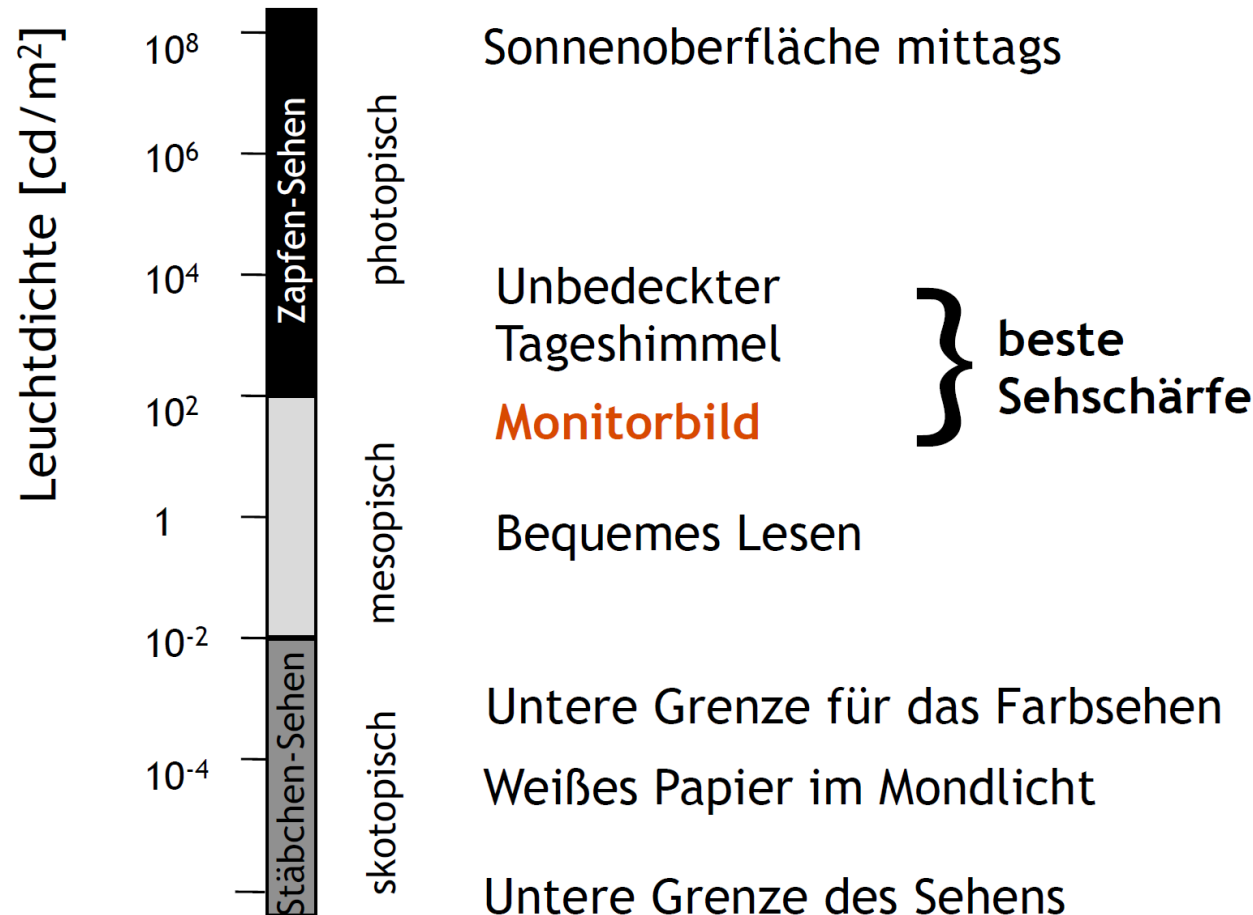 Leuchtdichte [cd/m²]
10⁸
10⁶
10⁴
10²
1
10⁻²
10⁻⁴
Zapfen-Sehen
Stäbchen-Sehen
photopisch
mesopisch
skotopisch
Sonnenoberfläche mittags
Unbedeckter
Tageshimmel
Monitorbild
beste
Sehschärfe
Bequemes Lesen
Untere Grenze für das Farbsehen
Weißes Papier im Mondlicht
Untere Grenze des Sehens